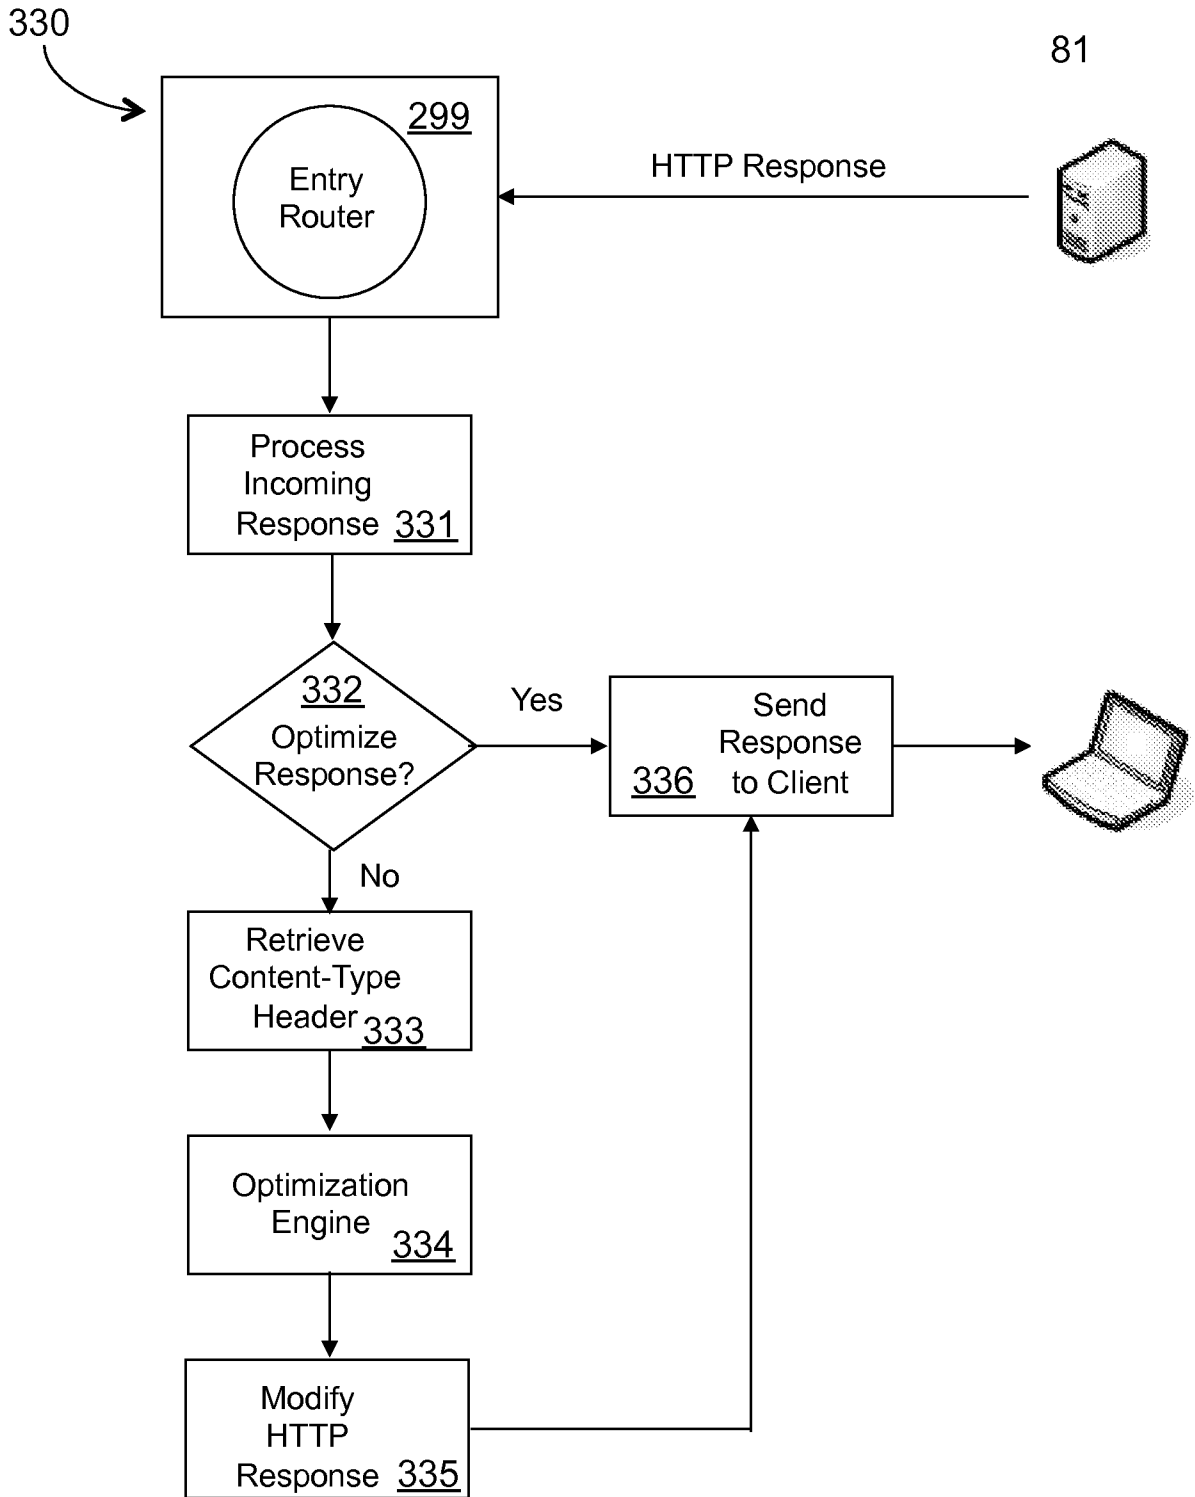 330
81
299
Entry
Router
HTTP Response
Process
Incoming
Response 331
332
Optimize
Response?
Yes
Send
Response
336 to Client
No
Retrieve
Content-Type
Header 333
Optimization
Engine
334
Modify
HTTP
Response 335